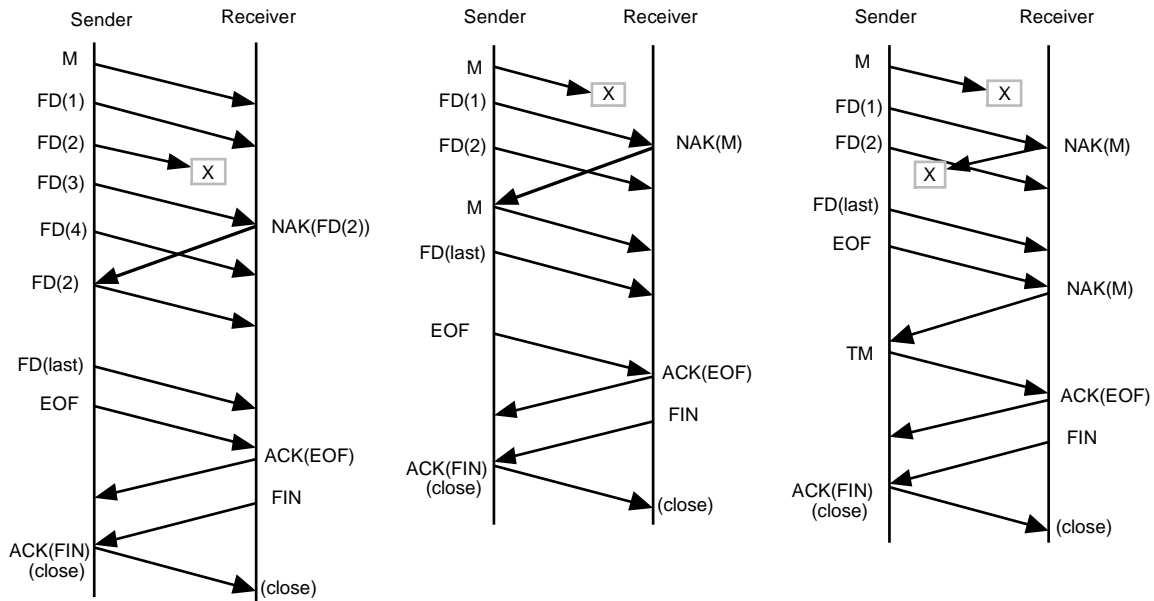 Sender
Receiver
M
FD(1)
FD(2)
X
FD(3)
FD(4)
NAK(FD(2))
FD(2)
FD(last)
EOF
ACK(EOF)
FIN
ACK(FIN)
(close)
(close)
Sender
Receiver
M
X
FD(1)
FD(2)
NAK(M)
M
FD(last)
EOF
ACK(EOF)
FIN
ACK(FIN)
(close)
(close)
Sender
Receiver
M
X
FD(1)
FD(2)
NAK(M)
X
FD(last)
EOF
NAK(M)
TM
ACK(EOF)
FIN
ACK(FIN)
(close)
(close)